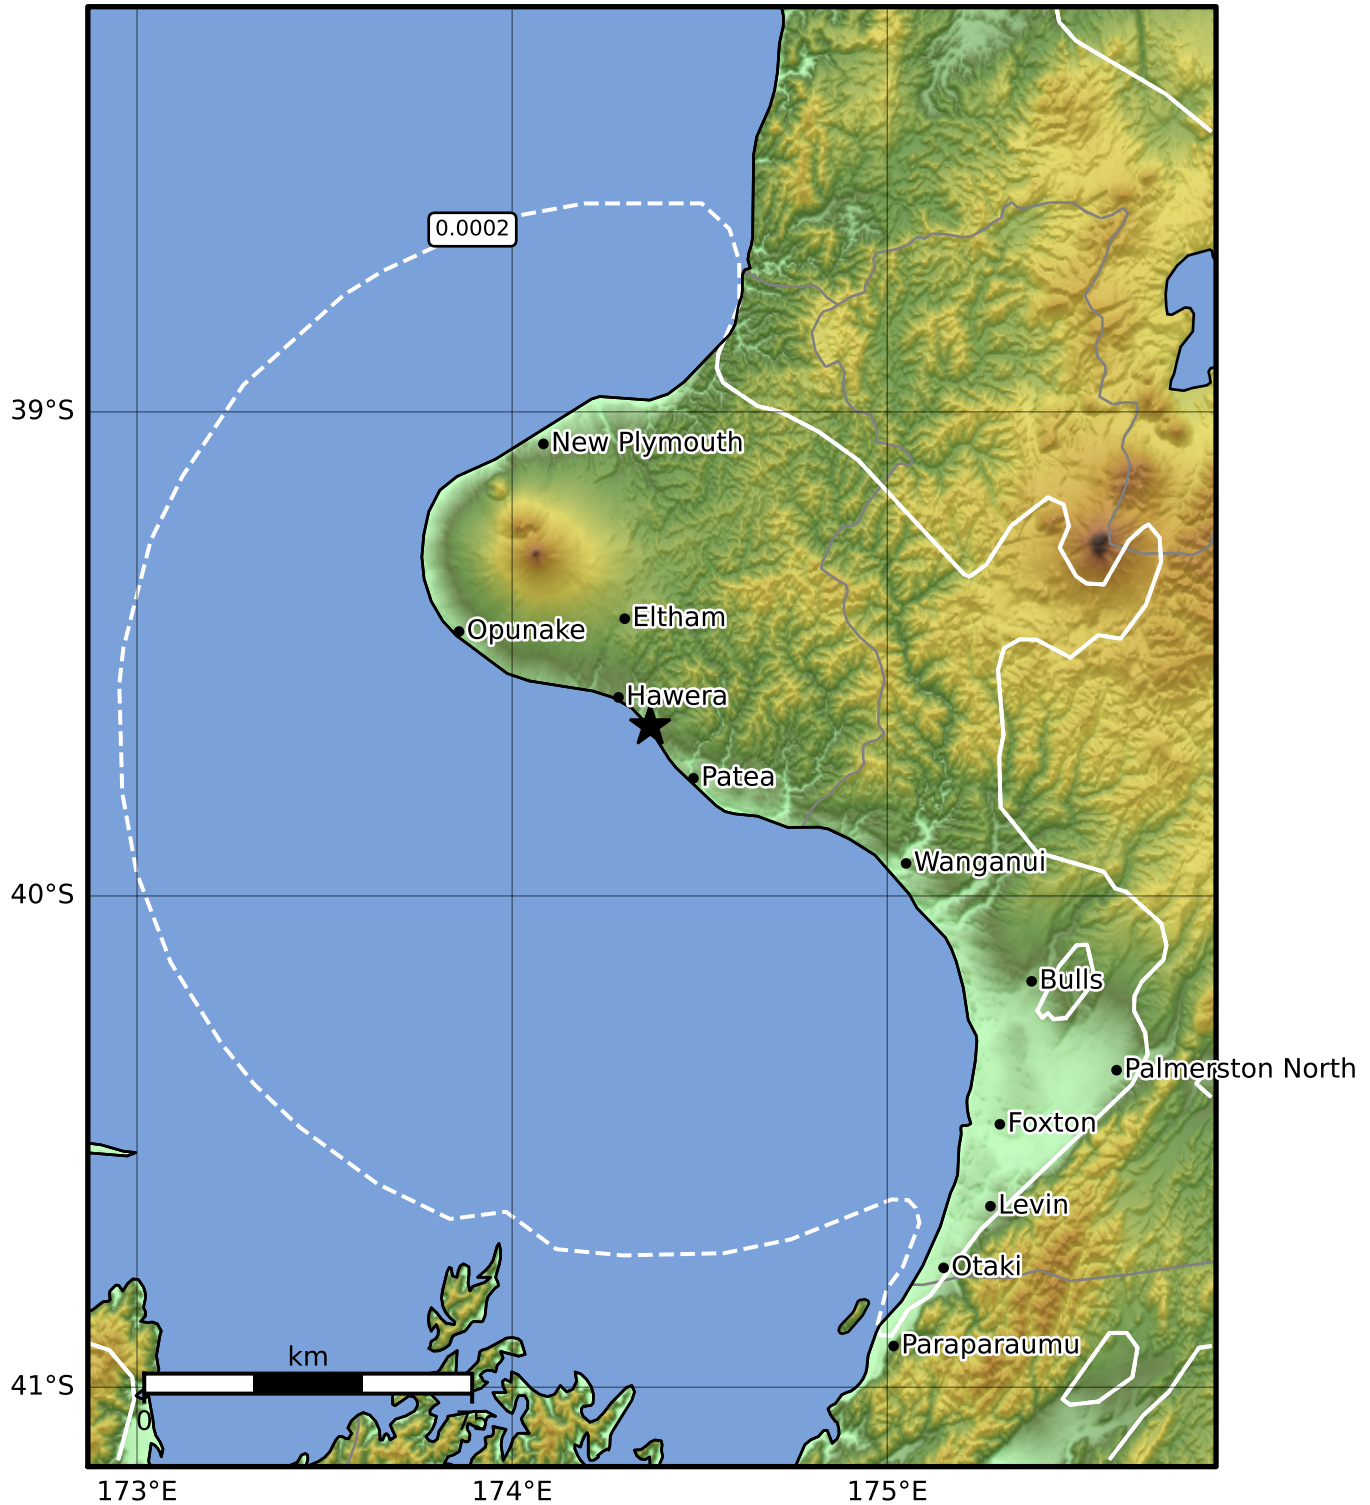 0.0002
39°S
New Plymouth
Eltham
Opunake
Hawera
Patea
Wanganui
40°S
Bulls
Palmerston North
Foxton
Levin
Otaki
Paraparaumu
km
41°S
0
173°E
174°E
175°E